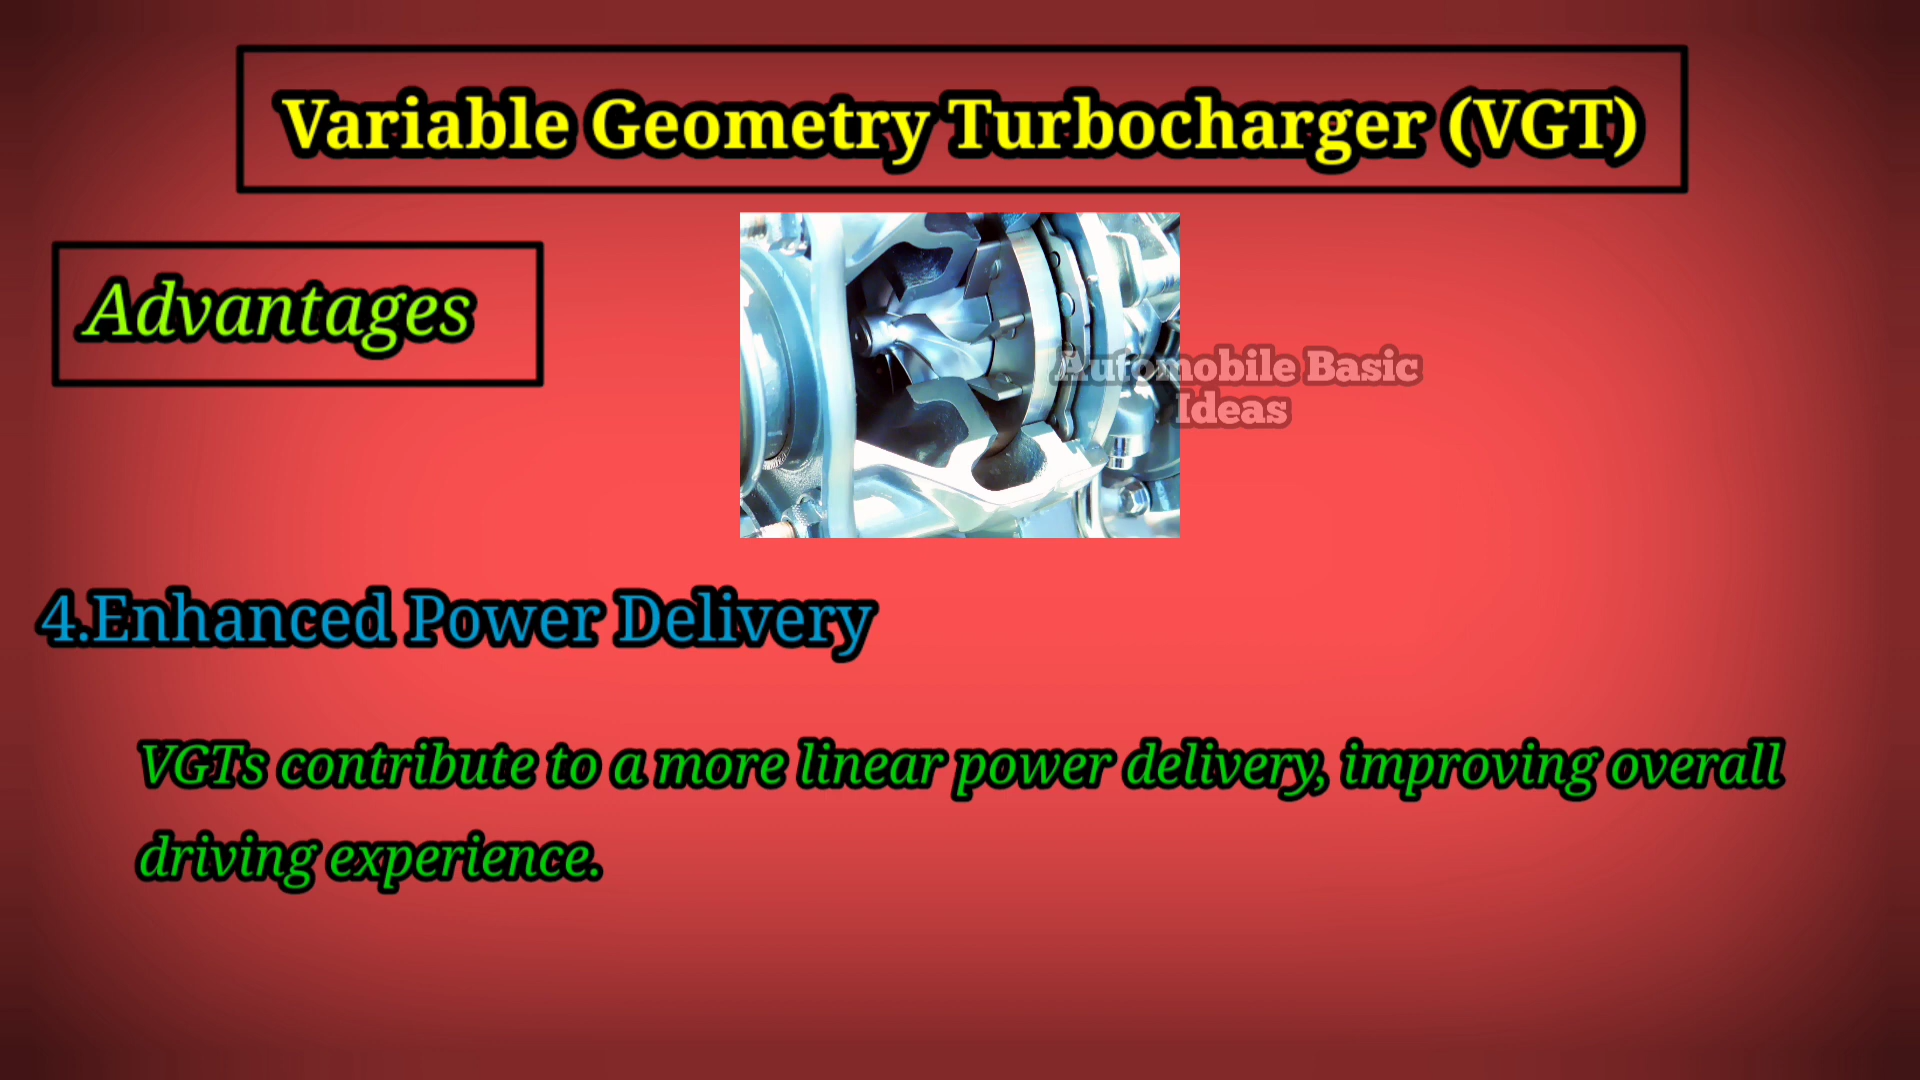 Variable Geometry Turbocharger (VGT)
Advantages
Automobile Basic
Ideas
4.Enhanced Power Delivery
VGTs contribute to a more linear power delivery, improving overall
driving experience.